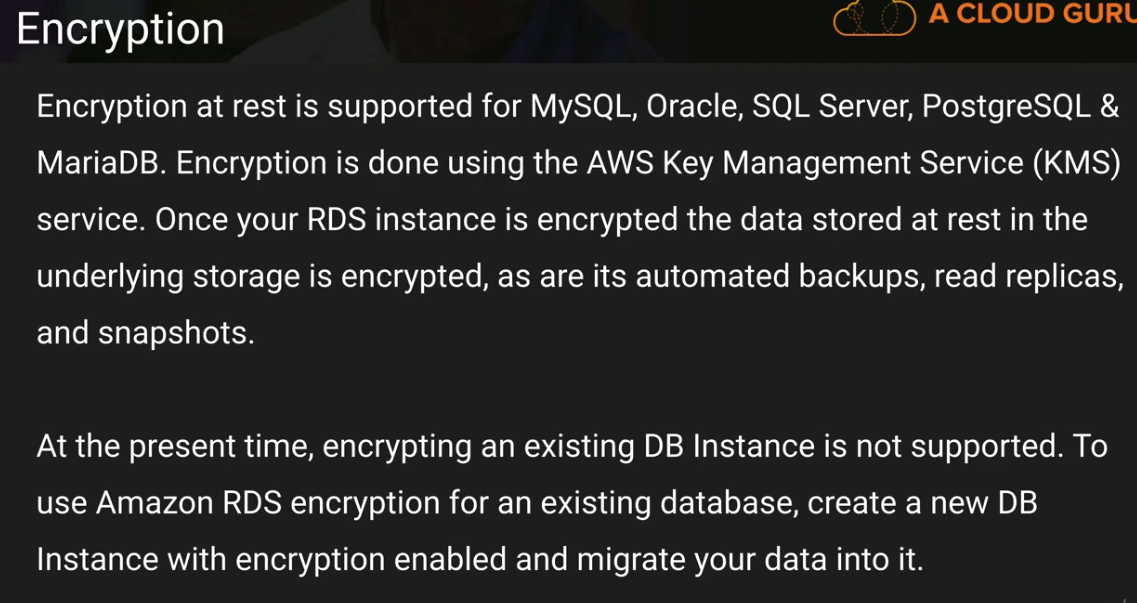 Encryption
A CLOUD GURU
Encryption at rest is supported for MySQL, Oracle, SQL Server, PostgreSQL &
MariaDB. Encryption is done using the AWS Key Management Service (KMS)
service. Once your RDS instance is encrypted the data stored at rest in the
underlying storage is encrypted, as are its automated backups, read replicas,
and snapshots.
At the present time, encrypting an existing DB Instance is not supported. To
use Amazon RDS encryption for an existing database, create a new DB
Instance with encryption enabled and migrate your data into it.